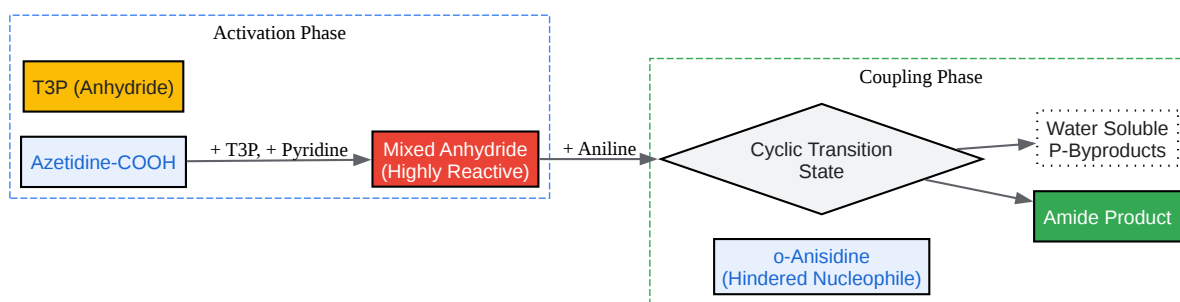 Activation Phase
T3P (Anhydride)
Azetidine-COOH
+ T3P, + Pyridine
Mixed Anhydride
(Highly Reactive)
+ Aniline
Coupling Phase
Cyclic Transition
State
Water Soluble
P-Byproducts
Amide Product
o-Anisidine
(Hindered Nucleophile)